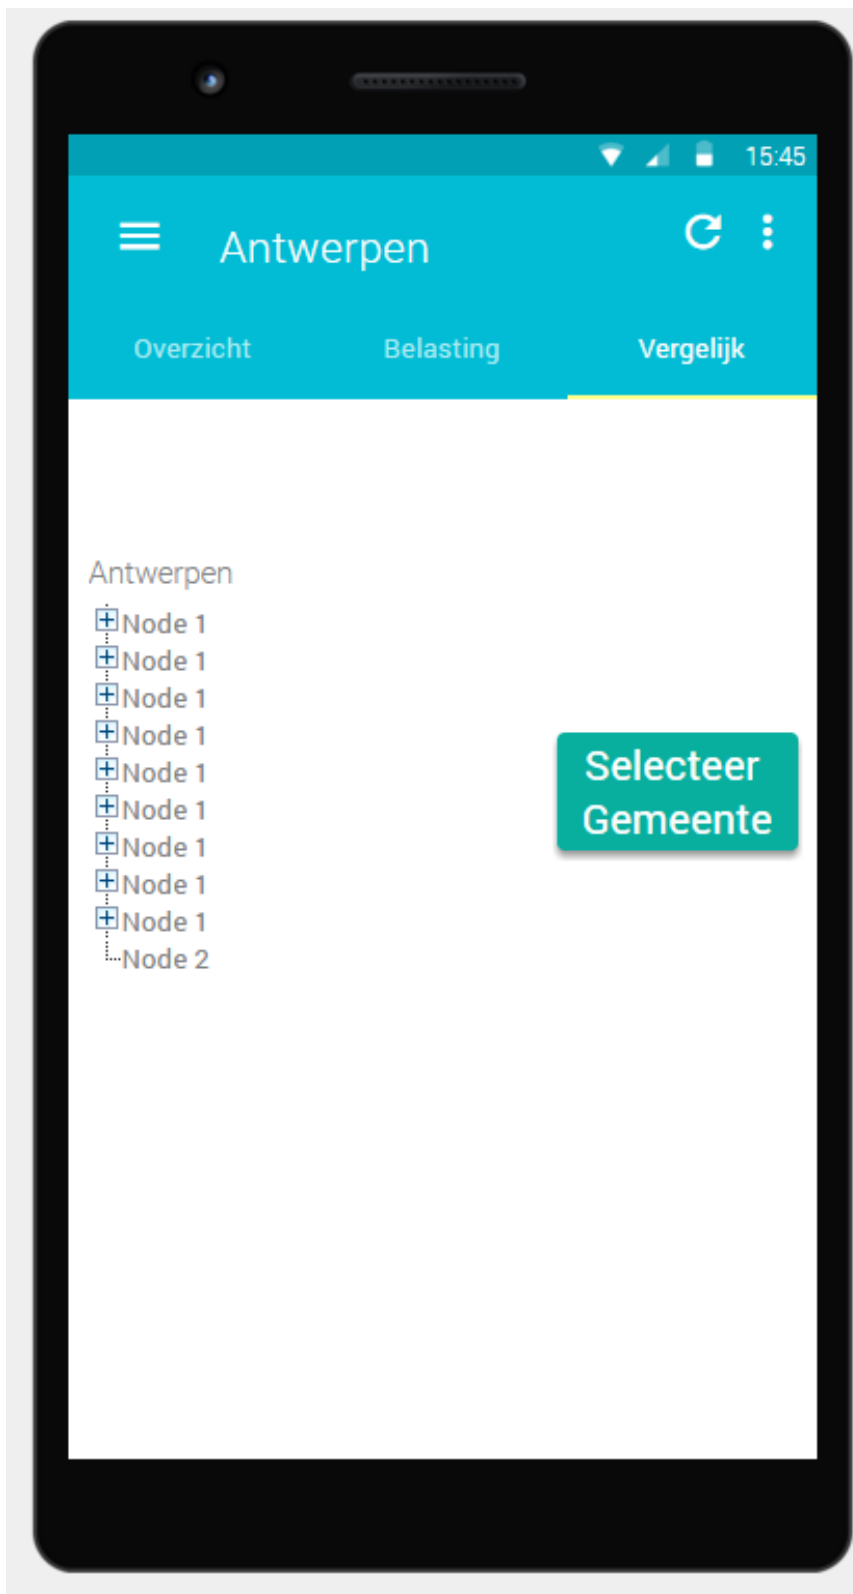 15:45
Antwerpen
Overzicht Belasting Vergelijk
Antwerpen
Node 1
Node 1
Node 1
Node 1
Node 1
Node 1
Node 1
Node 1
Node 1
Node 2
Selecteer
Gemeente